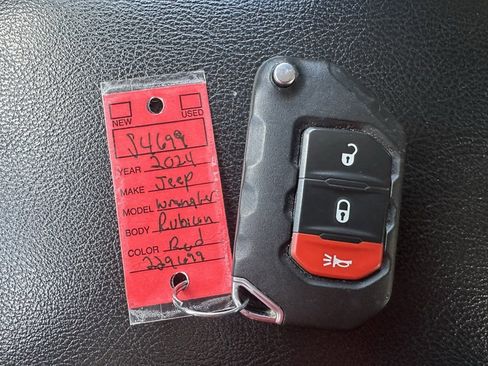 NEW USED
J4699
YEAR 2024
MAKE Jeep
MODEL Wrangler
BODY Rubicon
COLOR Red
229699